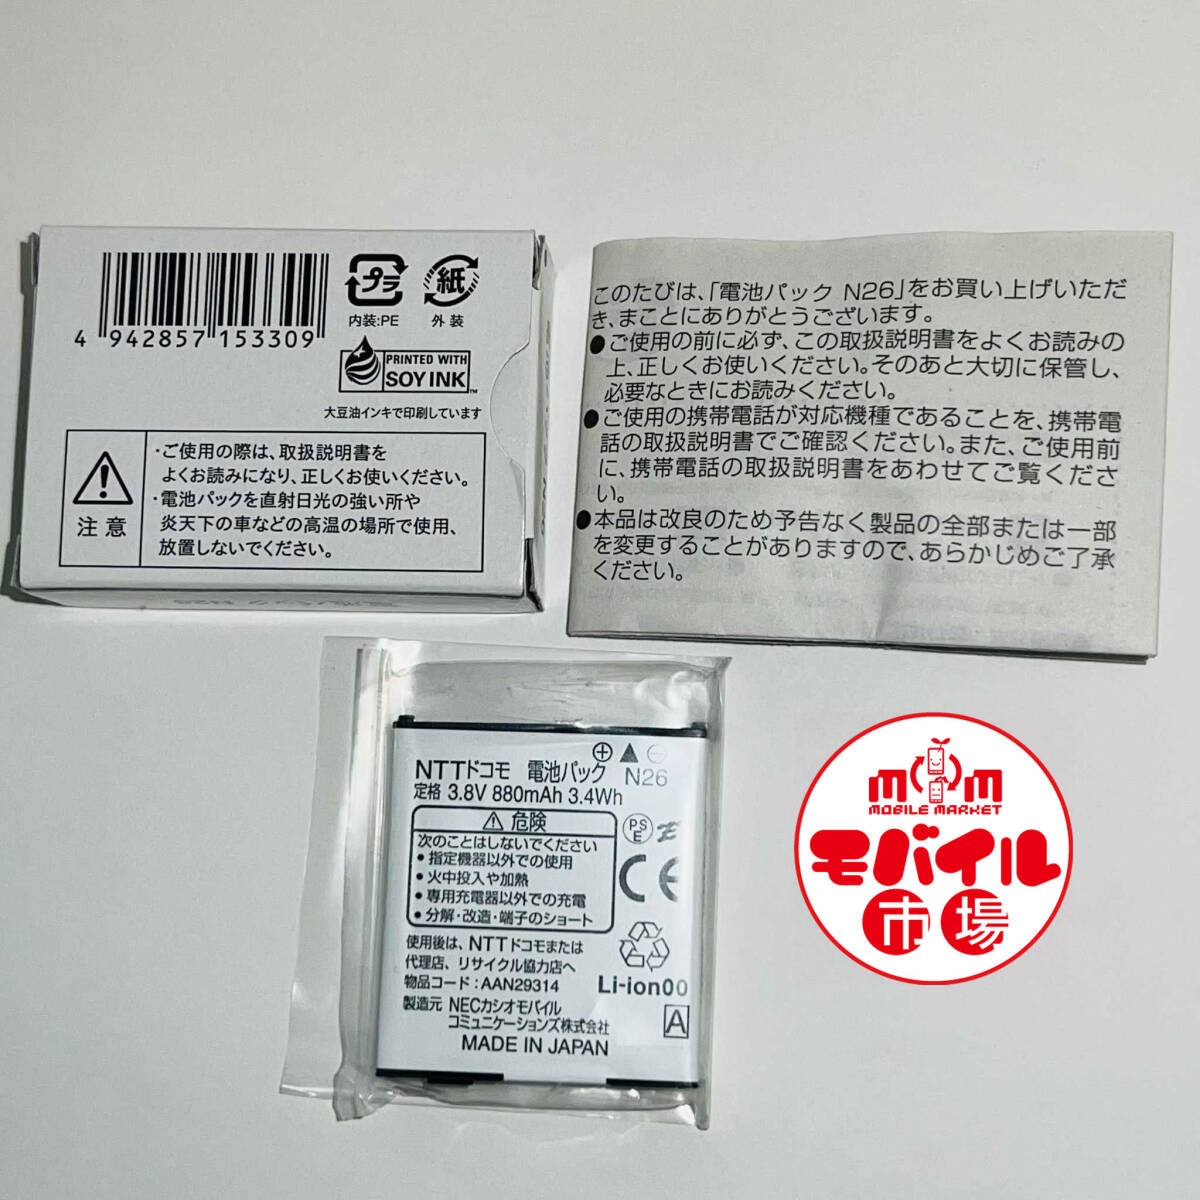 4 942857 153309
プラ
内装:PE
紙
外装
PRINTED WITH
SOY INK
大豆油インキで印刷しています
注意
・ご使用の際は、取扱説明書を
よくお読みになり、正しくお使いください。
・電池パックを直射日光の強い所や
炎天下の車などの高温の場所で使用、
放置しないでください。
電池パック N26
このたびは、「電池パック N26」をお買い上げいただ
き、まことにありがとうございます。
●ご使用の前に必ず、この取扱説明書をよくお読みの
上、正しくお使いください。そのあと大切に保管し、
必要なときにお読みください。
●ご使用の携帯電話が対応機種であることを、携帯電
話の取扱説明書でご確認ください。また、ご使用前
に、携帯電話の取扱説明書をあわせてご覧くださ
い。
●本品は改良のため予告なく製品の全部または一部
を変更することがありますので、あらかじめご了承
ください。
⊕ ▲ ⊖
NTTドコモ 電池パック N26
定格 3.8V 880mAh 3.4Wh
⚠ 危険
次のことはしないでください
● 指定機器以外での使用
● 火中投入や加熱
● 専用充電器以外での充電
● 分解・改造・端子のショート
PSE
CE
使用後は、NTTドコモまたは
代理店、リサイクル協力店へ
物品コード:AAN29314
Li-ion00
製造元 NECカシオモバイル
コミュニケーションズ株式会社
MADE IN JAPAN
A
MOM
MOBILE MARKET
モバイル
市場